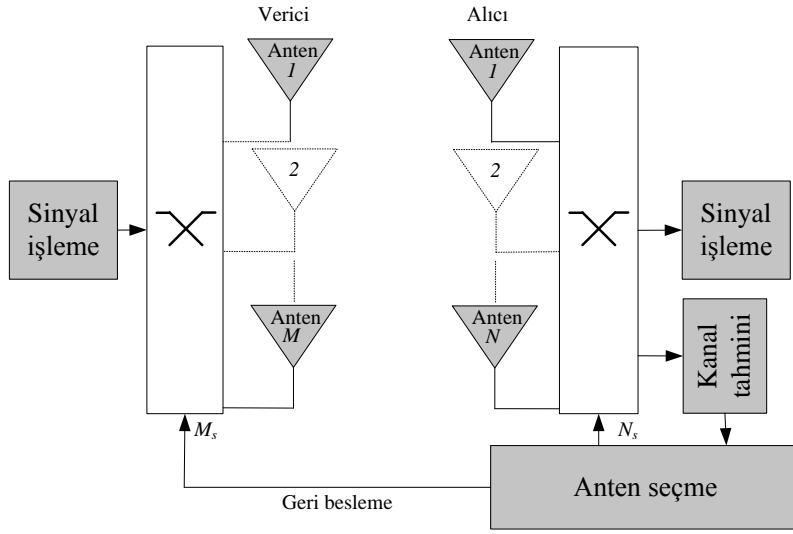 Verici
Alıcı
Anten
1
Anten
1
2
2
Sinyal
işleme
Sinyal
işleme
Anten
M
Anten
N
Kanal
tahmini
Ms
Ns
Anten seçme
Geri besleme